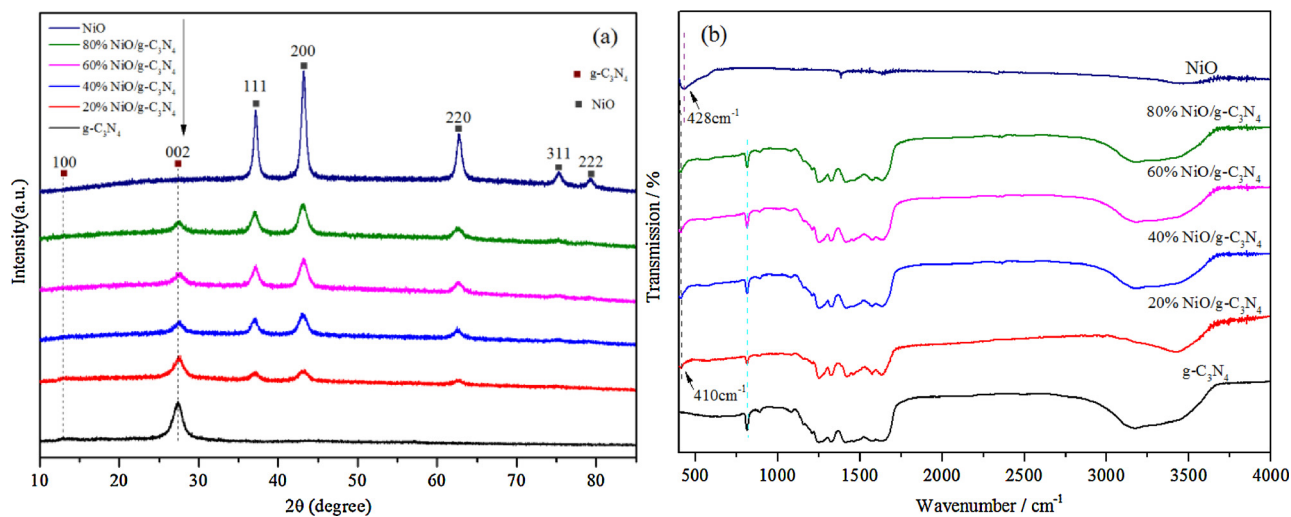 NiO
80% NiO/g-C₃N₄
60% NiO/g-C₃N₄
40% NiO/g-C₃N₄
20% NiO/g-C₃N₄
g-C₃N₄
(a)
g-C₃N₄
NiO
100
002
111
200
220
311
222
Intensity(a.u.)
10 20 30 40 50 60 70 80
2θ (degree)
(b)
NiO
428cm⁻¹
80% NiO/g-C₃N₄
60% NiO/g-C₃N₄
40% NiO/g-C₃N₄
20% NiO/g-C₃N₄
g-C₃N₄
410cm⁻¹
Transmission / %
500 1000 1500 2000 2500 3000 3500 4000
Wavenumber / cm⁻¹